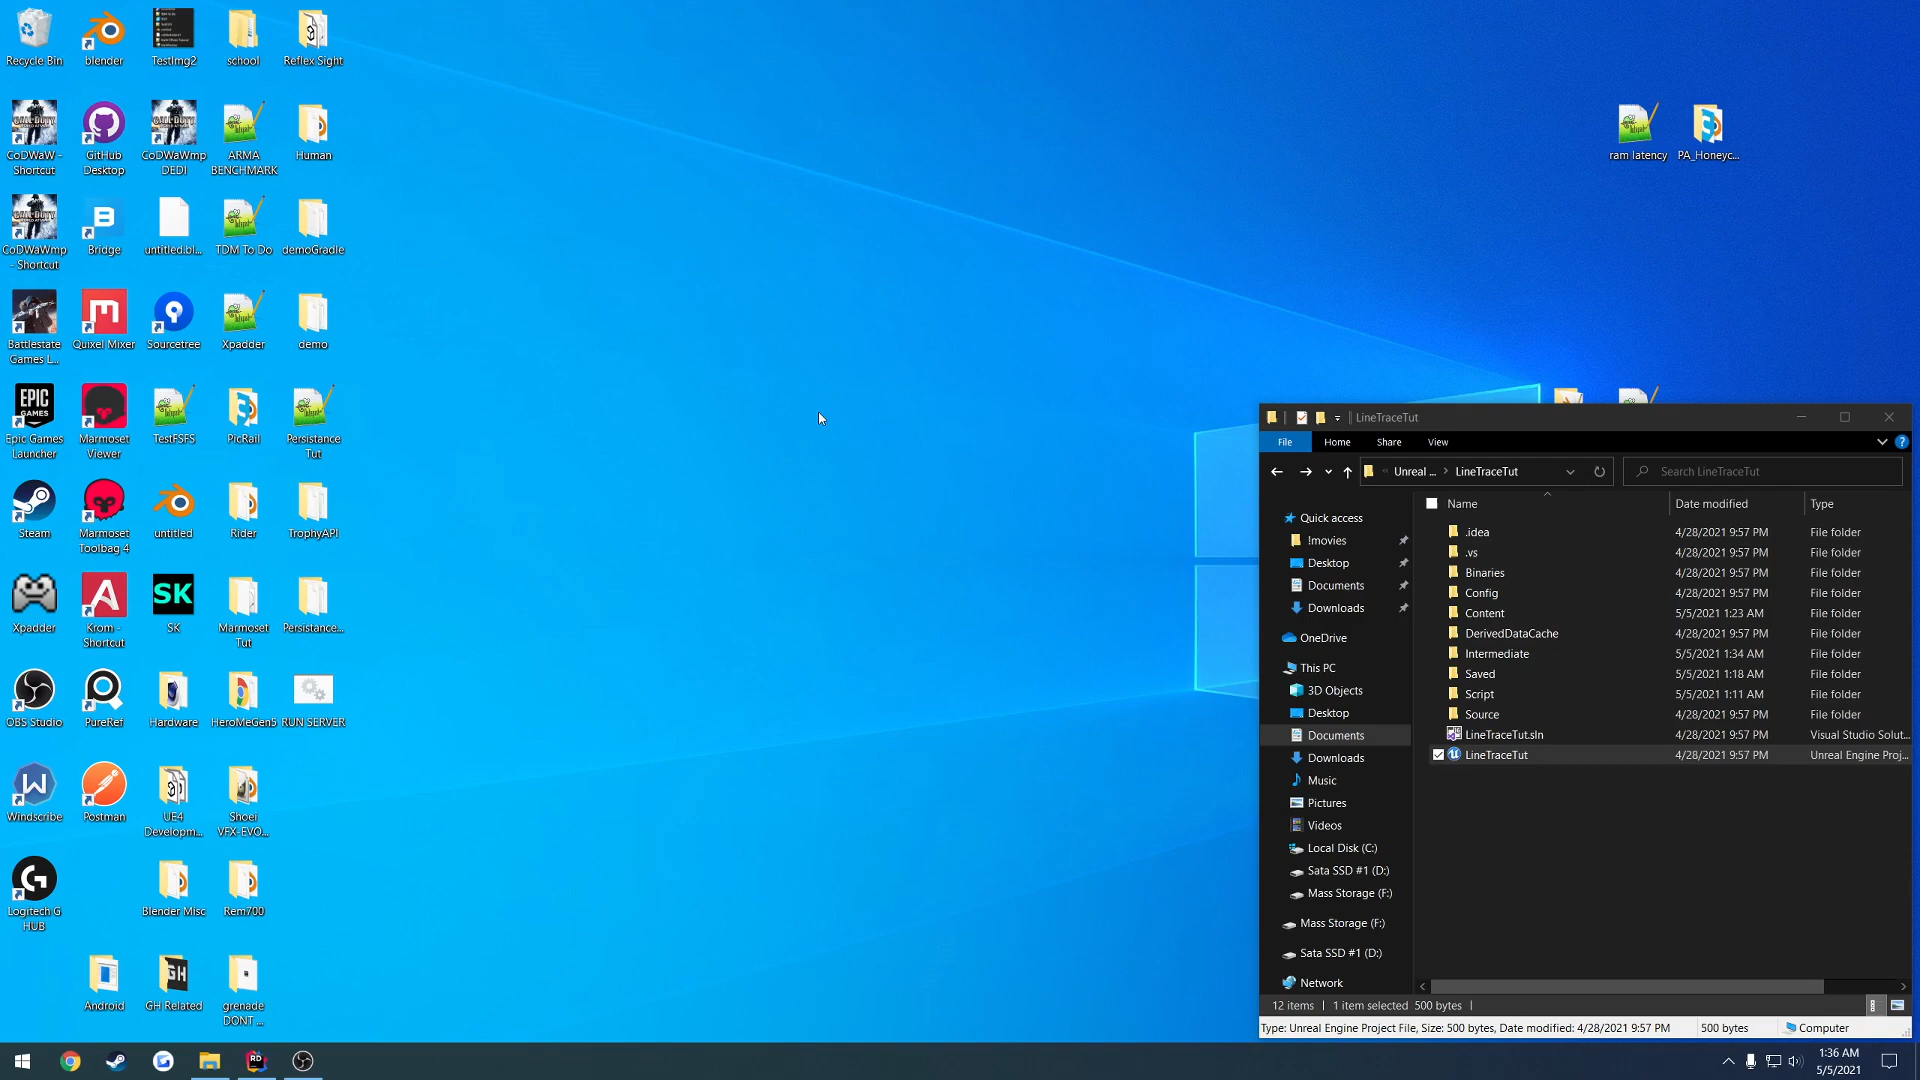 Recycle Bin
blender
TestImg2
school
Reflex Sight
CoDWaW -
Shortcut
GitHub
Desktop
CoDWaWmp
DEDI
ARMA
BENCHMARK
Human
CoDWaWmp
- Shortcut
Bridge
untitled.bl...
TDM To Do
demoGradle
Battlestate
Games L...
Quixel Mixer
Sourcetree
Xpadder
demo
EPIC
GAMES
Epic Games
Launcher
Marmoset
Viewer
TestFSFS
PicRail
Persistance
Tut
Steam
Marmoset
Toolbag 4
untitled
Rider
TrophyAPI
Xpadder
Krom -
Shortcut
SK
SK
Marmoset
Tut
Persistance...
OBS Studio
PureRef
Hardware
HeroMeGen5
RUN SERVER
Windscribe
Postman
UE4
Developm...
Shoei
VFX-EVO...
Logitech G
HUB
Blender Misc
Rem700
Android
GH
GH Related
grenade
DONT ...
ram latency
PA_Honeyc...
LineTraceTut
File
Home
Share
View
Unreal ...
LineTraceTut
Search LineTraceTut
Name
Date modified
Type
Quick access
!movies
Desktop
Documents
Downloads
OneDrive
This PC
3D Objects
Desktop
Documents
Downloads
Music
Pictures
Videos
Local Disk (C:)
Sata SSD #1 (D:)
Mass Storage (F:)
Mass Storage (F:)
Sata SSD #1 (D:)
Network
.idea 4/28/2021 9:57 PM File folder
.vs 4/28/2021 9:57 PM File folder
Binaries 4/28/2021 9:57 PM File folder
Config 4/28/2021 9:57 PM File folder
Content 5/5/2021 1:23 AM File folder
DerivedDataCache 4/28/2021 9:57 PM File folder
Intermediate 5/5/2021 1:34 AM File folder
Saved 5/5/2021 1:18 AM File folder
Script 5/5/2021 1:11 AM File folder
Source 4/28/2021 9:57 PM File folder
LineTraceTut.sln 4/28/2021 9:57 PM Visual Studio Solut...
LineTraceTut 4/28/2021 9:57 PM Unreal Engine Proj...
12 items
1 item selected 500 bytes
Type: Unreal Engine Project File, Size: 500 bytes, Date modified: 4/28/2021 9:57 PM
500 bytes
Computer
RD
1:36 AM
5/5/2021